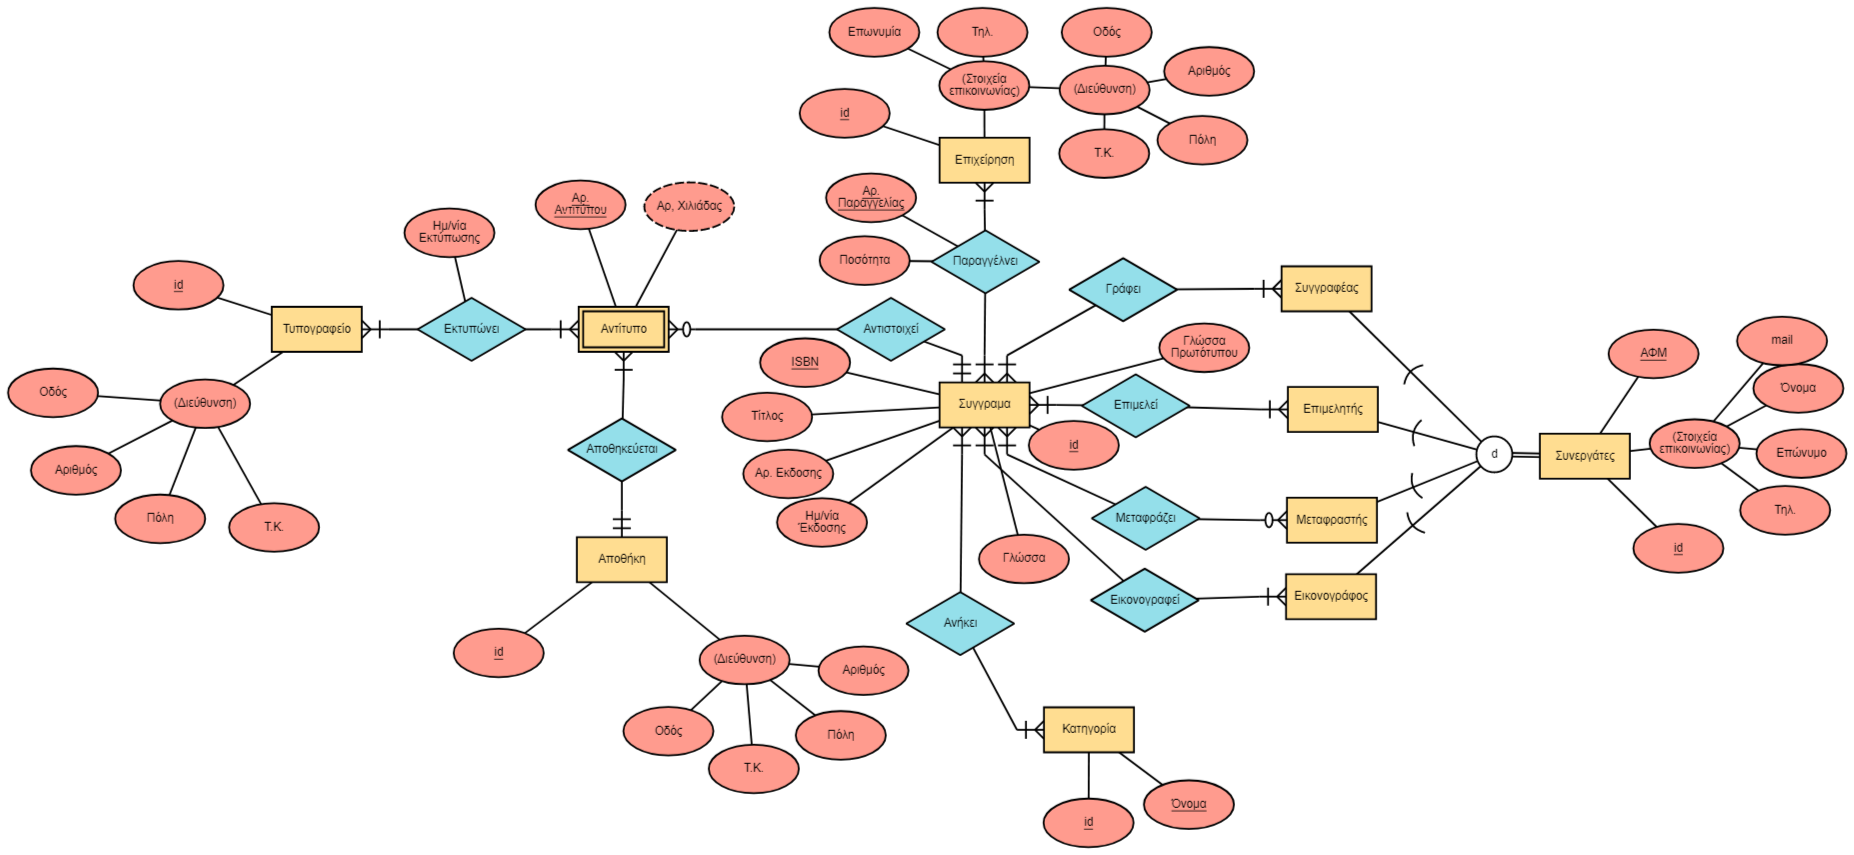 Επωνυμία
Τηλ.
Οδός
(Στοιχεία
επικοινωνίας)
(Διεύθυνση)
Αριθμός
id
Πόλη
Τ.Κ.
Επιχείρηση
Αρ.
Παραγγελίας
Ποσότητα
Παραγγέλνει
Αρ.
Αντιτύπου
Αρ, Χιλιάδας
Ημ/νία
Εκτύπωσης
id
Τυπογραφείο
Εκτυπώνει
Αντίτυπο
Αντιστοιχεί
Γράφει
Συγγραφέας
Γλώσσα
Πρωτότυπου
ISBN
Τίτλος
Συγγραμα
Επιμελεί
Επιμελητής
ΑΦΜ
mail
Όνομα
Οδός
(Διεύθυνση)
Αριθμός
Πόλη
Τ.Κ.
Αποθηκεύεται
Αρ. Εκδοσης
id
d
Συνεργάτες
(Στοιχεία
επικοινωνίας)
Επώνυμο
Τηλ.
id
Ημ/νία
Έκδοσης
Γλώσσα
Μεταφράζει
Μεταφραστής
Αποθήκη
Εικονογραφεί
Εικονογράφος
id
(Διεύθυνση)
Αριθμός
Οδός
Τ.Κ.
Πόλη
Ανήκει
Κατηγορία
id
Όνομα